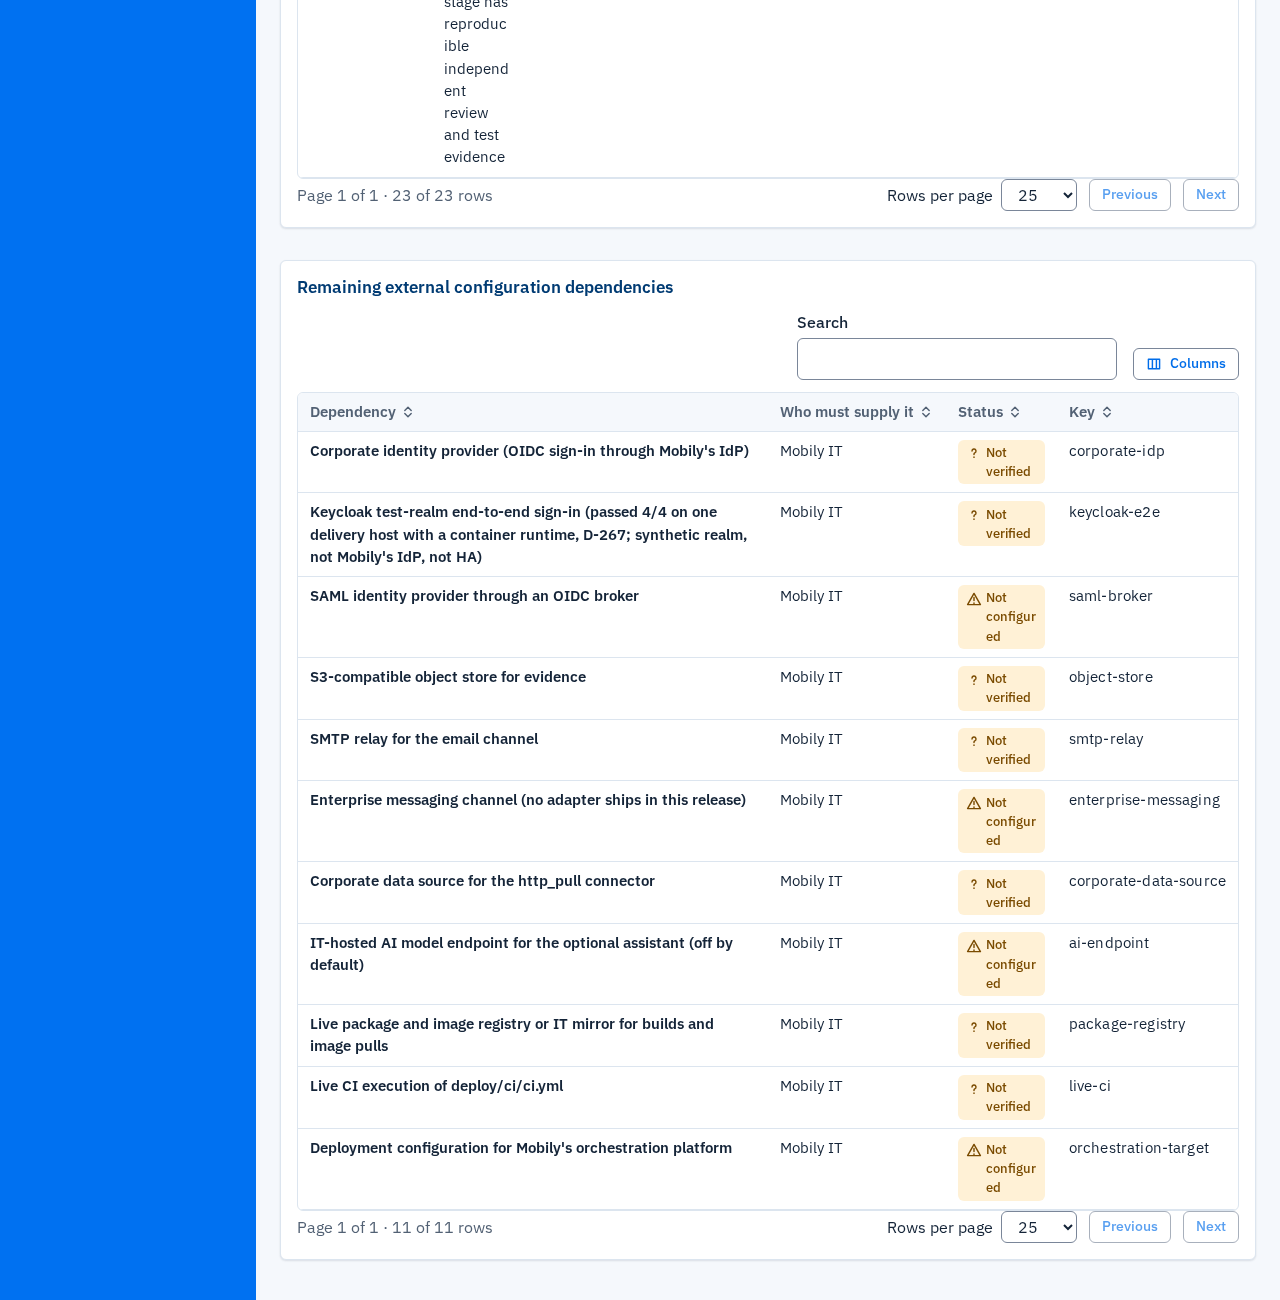 stage has
reproduc
ible
independ
ent
review
and test
evidence
Page 1 of 1 · 23 of 23 rows
Rows per page 25 Previous Next
Remaining external configuration dependencies
Search
Columns
Dependency Who must supply it Status Key
Corporate identity provider (OIDC sign-in through Mobily's IdP) Mobily IT ? Not corporate-idp
verified
Keycloak test-realm end-to-end sign-in (passed 4/4 on one Mobily IT ? Not keycloak-e2e
delivery host with a container runtime, D-267; synthetic realm, verified
not Mobily's IdP, not HA)
SAML identity provider through an OIDC broker Mobily IT Not saml-broker
configur
ed
S3-compatible object store for evidence Mobily IT ? Not object-store
verified
SMTP relay for the email channel Mobily IT ? Not smtp-relay
verified
Enterprise messaging channel (no adapter ships in this release) Mobily IT Not enterprise-messaging
configur
ed
Corporate data source for the http_pull connector Mobily IT ? Not corporate-data-source
verified
IT-hosted AI model endpoint for the optional assistant (off by Mobily IT Not ai-endpoint
default) configur
ed
Live package and image registry or IT mirror for builds and Mobily IT ? Not package-registry
image pulls verified
Live CI execution of deploy/ci/ci.yml Mobily IT ? Not live-ci
verified
Deployment configuration for Mobily's orchestration platform Mobily IT Not orchestration-target
configur
ed
Page 1 of 1 · 11 of 11 rows
Rows per page 25 Previous Next